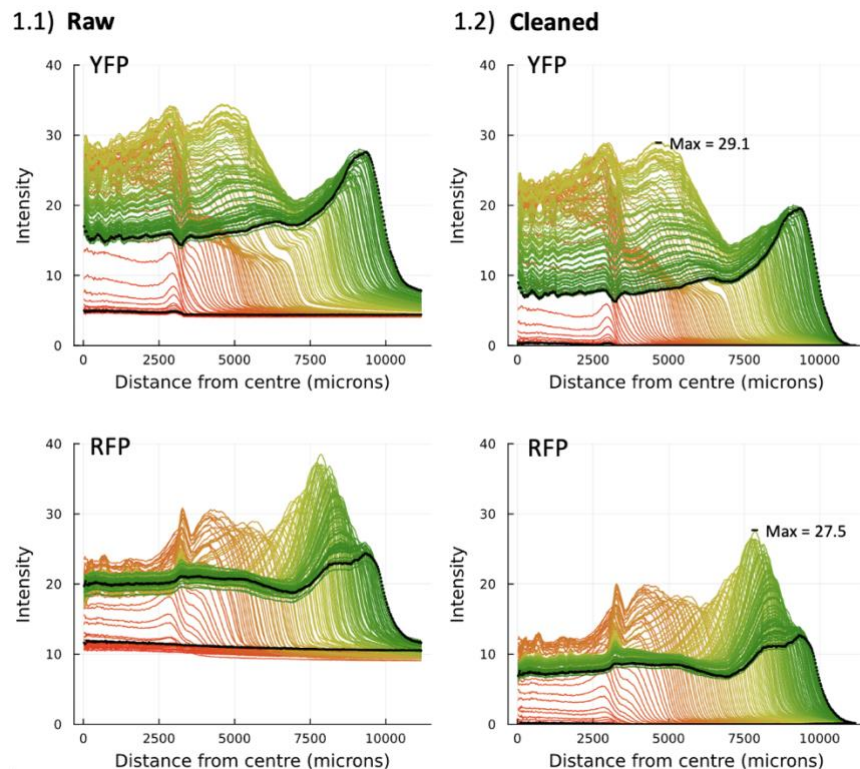 1.1) Raw
1.2) Cleaned
YFP
40
30
20
10
0
Intensity
0 2500 5000 7500 10000
Distance from centre (microns)
YFP
40
30
20
10
0
Intensity
Max = 29.1
0 2500 5000 7500 10000
Distance from centre (microns)
RFP
40
30
20
10
0
Intensity
0 2500 5000 7500 10000
Distance from centre (microns)
RFP
40
30
20
10
0
Intensity
Max = 27.5
0 2500 5000 7500 10000
Distance from centre (microns)